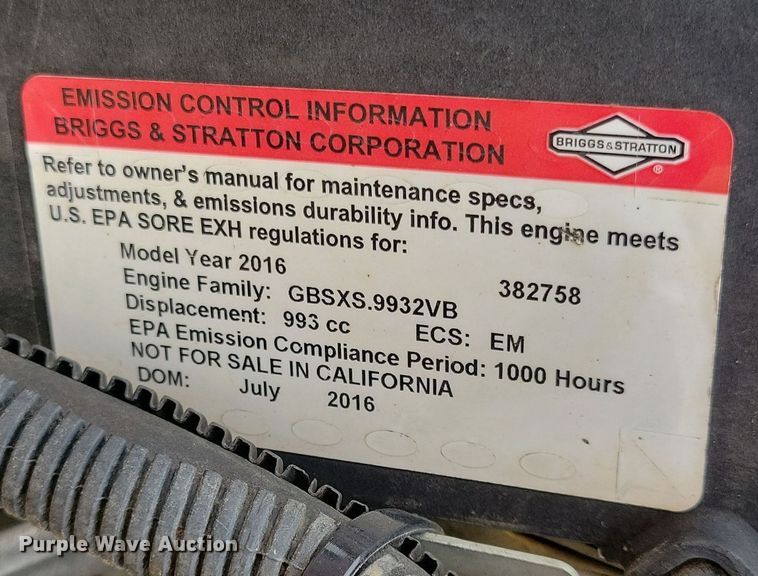 EMISSION CONTROL INFORMATION
BRIGGS & STRATTON CORPORATION
BRIGGS&STRATTON
®
Refer to owner's manual for maintenance specs,
adjustments, & emissions durability info. This engine meets
U.S. EPA SORE EXH regulations for:
Model Year 2016 382758
Engine Family: GBSXS.9932VB
Displacement: 993 cc ECS: EM
EPA Emission Compliance Period: 1000 Hours
NOT FOR SALE IN CALIFORNIA
DOM: July 2016
Purple Wave Auction